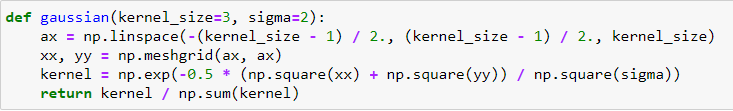 def gaussian(kernel_size=3, sigma=2):
    ax = np.linspace(-(kernel_size - 1) / 2., (kernel_size - 1) / 2., kernel_size)
    xx, yy = np.meshgrid(ax, ax)
    kernel = np.exp(-0.5 * (np.square(xx) + np.square(yy)) / np.square(sigma))
    return kernel / np.sum(kernel)